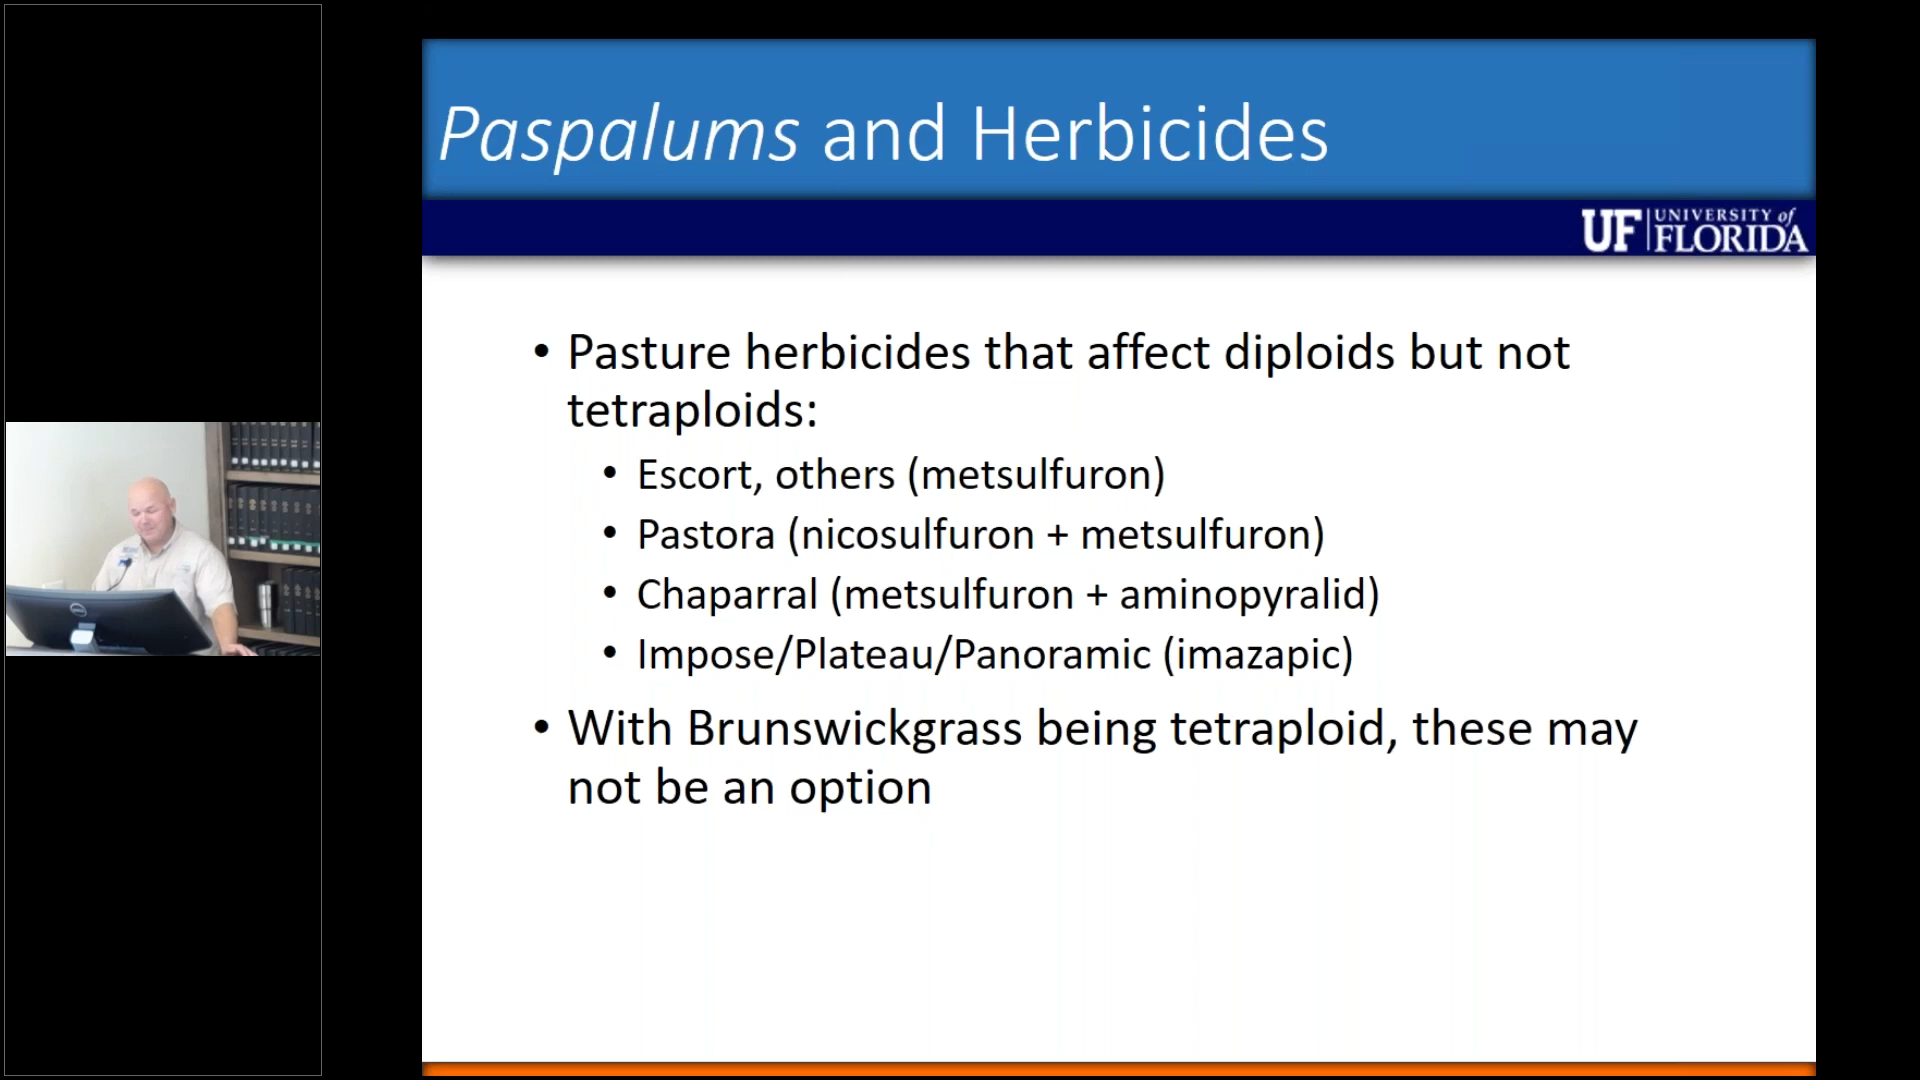 Paspalums and Herbicides
UF UNIVERSITY of
FLORIDA
• Pasture herbicides that affect diploids but not
tetraploids:
• Escort, others (metsulfuron)
• Pastora (nicosulfuron + metsulfuron)
• Chaparral (metsulfuron + aminopyralid)
• Impose/Plateau/Panoramic (imazapic)
• With Brunswickgrass being tetraploid, these may
not be an option